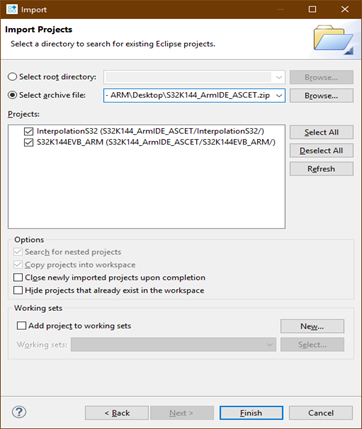 Import
Import Projects
Select a directory to search for existing Eclipse projects.
Select root directory:
Browse...
Select archive file:
- ARM\Desktop\S32K144_ArmIDE_ASCET.zip
Browse...
Projects:
InterpolationS32 (S32K144_ArmIDE_ASCET/InterpolationS32/)
S32K144EVB_ARM (S32K144_ArmIDE_ASCET/S32K144EVB_ARM/)
Select All
Deselect All
Refresh
Options
Search for nested projects
Copy projects into workspace
Close newly imported projects upon completion
Hide projects that already exist in the workspace
Working sets
Add project to working sets
New...
Working sets:
Select...
?
< Back
Next >
Finish
Cancel